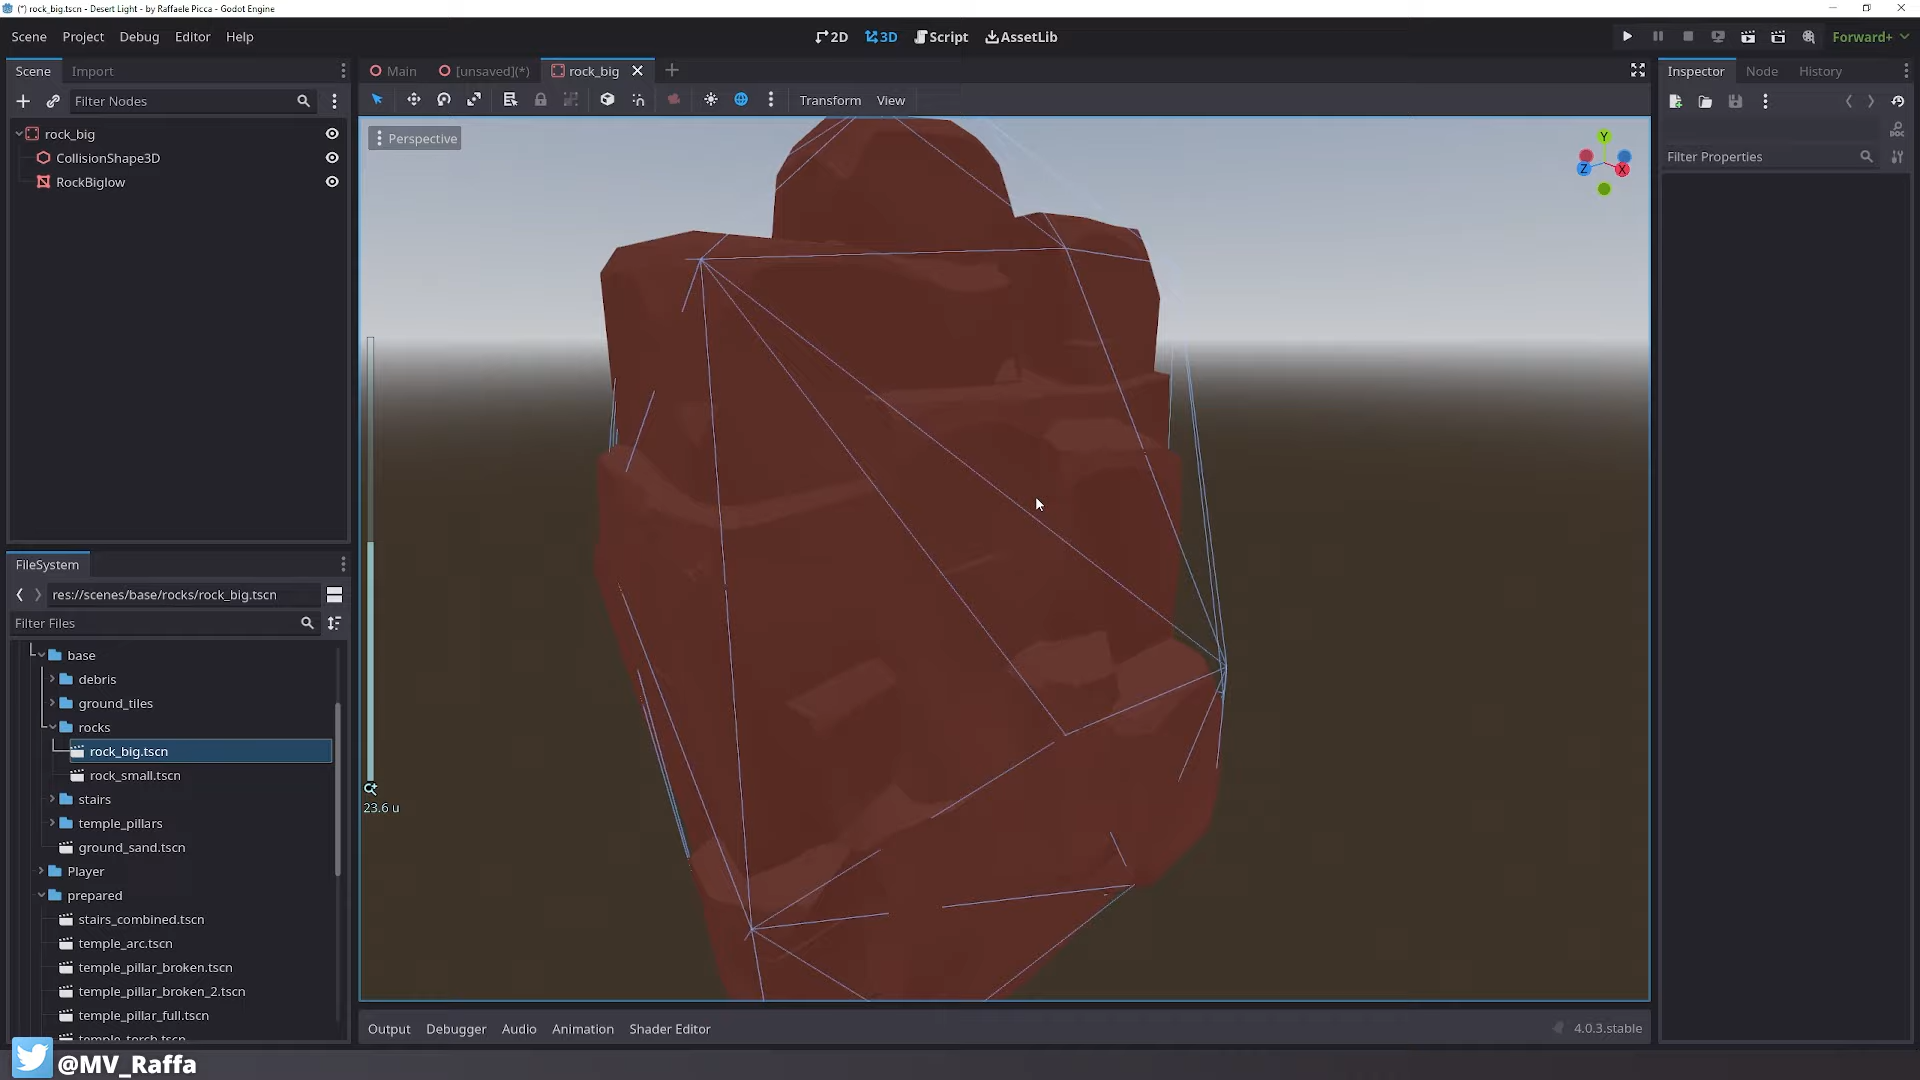 (*) rock_big.tscn - Desert Light - by Raffaele Picca - Godot Engine
Scene Project Debug Editor Help
2D 3D Script AssetLib
Forward+
Scene Import
Main [unsaved](*) rock_big
Inspector Node History
Filter Nodes
Transform View
rock_big
CollisionShape3D
RockBiglow
Perspective
Y
Z X
DOC
Filter Properties
FileSystem
res://scenes/base/rocks/rock_big.tscn
Filter Files
base
debris
ground_tiles
rocks
rock_big.tscn
rock_small.tscn
stairs
temple_pillars
ground_sand.tscn
Player
prepared
stairs_combined.tscn
temple_arc.tscn
temple_pillar_broken.tscn
temple_pillar_broken_2.tscn
temple_pillar_full.tscn
temple_torch.tscn
23.6 u
Output Debugger Audio Animation Shader Editor
4.0.3.stable
@MV_Raffa